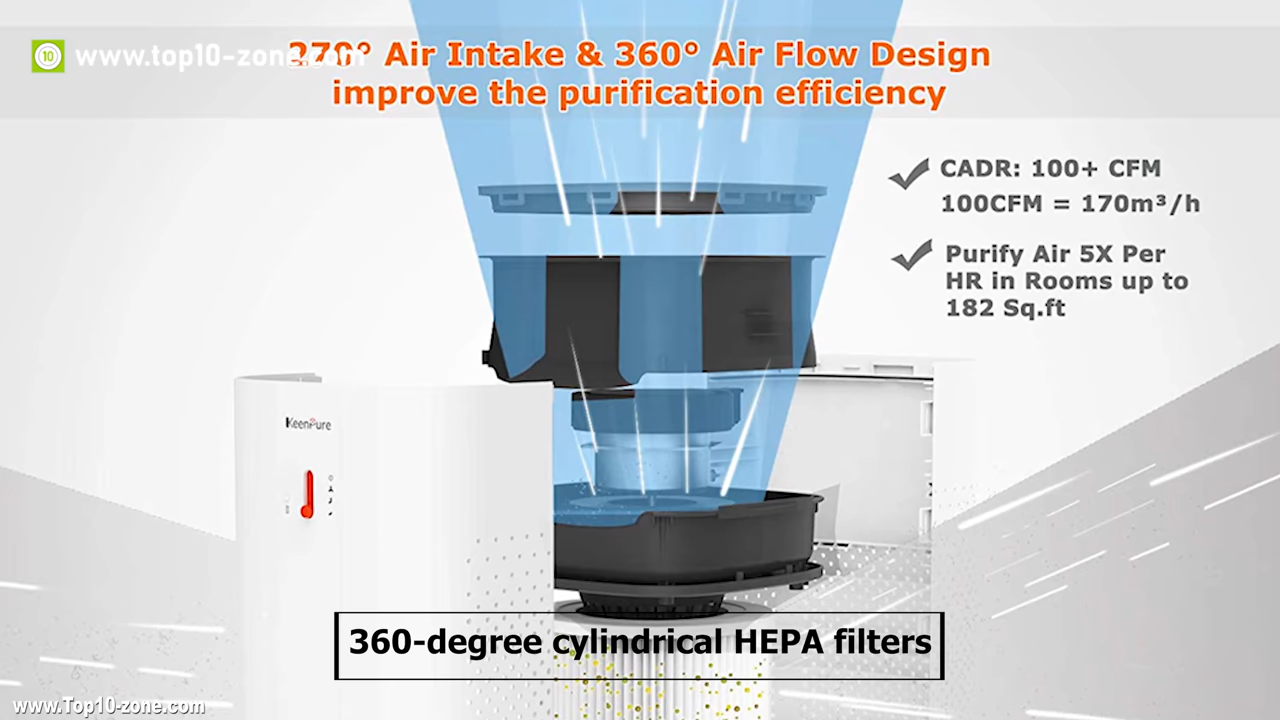 www.top10-zone.com
270° Air Intake & 360° Air Flow Design
improve the purification efficiency
CADR: 100+ CFM
100CFM = 170m³/h
Purify Air 5X Per
HR in Rooms up to
182 Sq.ft
KeenPure
360-degree cylindrical HEPA filters
www.Top10-zone.com